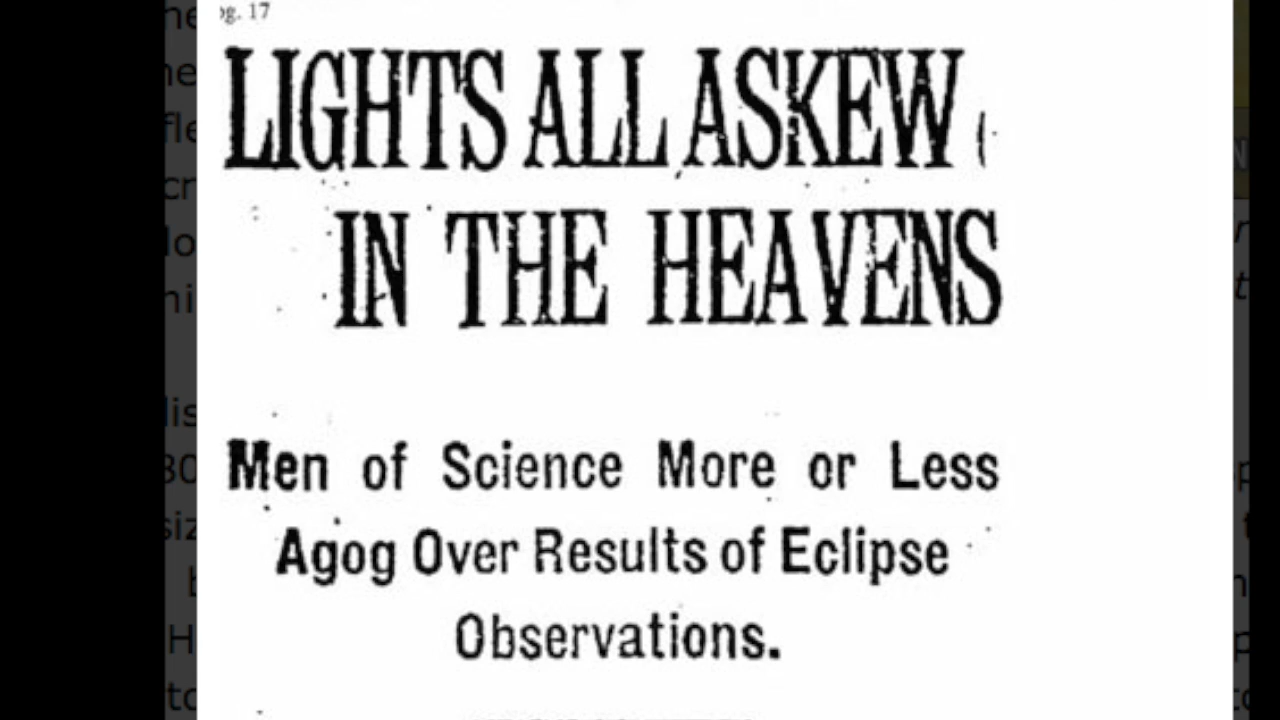 pg. 17
LIGHTS ALL ASKEW
IN THE HEAVENS
Men of Science More or Less
Agog Over Results of Eclipse
Observations.